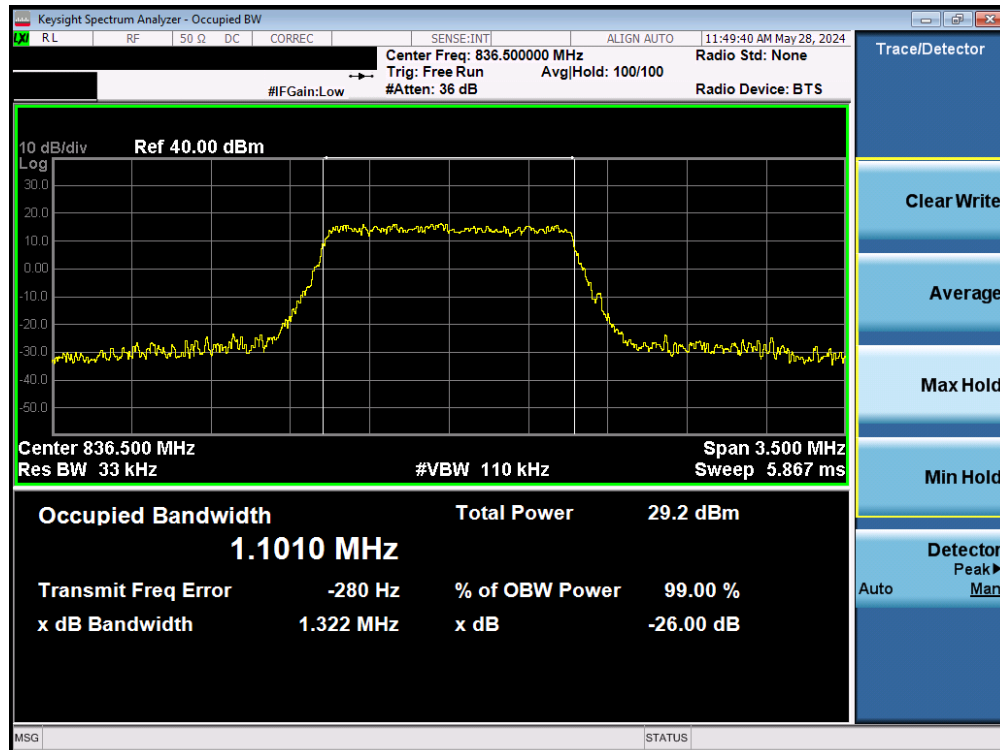 Keysight Spectrum Analyzer - Occupied BW
LXI RL RF 50 Ω DC CORREC SENSE:INT ALIGN AUTO 11:49:40 AM May 28, 2024
Center Freq: 836.500000 MHz Radio Std: None
Trig: Free Run Avg|Hold: 100/100
#IFGain:Low #Atten: 36 dB Radio Device: BTS
10 dB/div Ref 40.00 dBm
Log
30.0
20.0
10.0
0.00
-10.0
-20.0
-30.0
-40.0
-50.0
Center 836.500 MHz Span 3.500 MHz
Res BW 33 kHz #VBW 110 kHz Sweep 5.867 ms
Occupied Bandwidth Total Power 29.2 dBm
1.1010 MHz
Transmit Freq Error -280 Hz % of OBW Power 99.00 %
x dB Bandwidth 1.322 MHz x dB -26.00 dB
MSG STATUS
Trace/Detector
Clear Write
Average
Max Hold
Min Hold
Detector
Peak▶
Auto Man